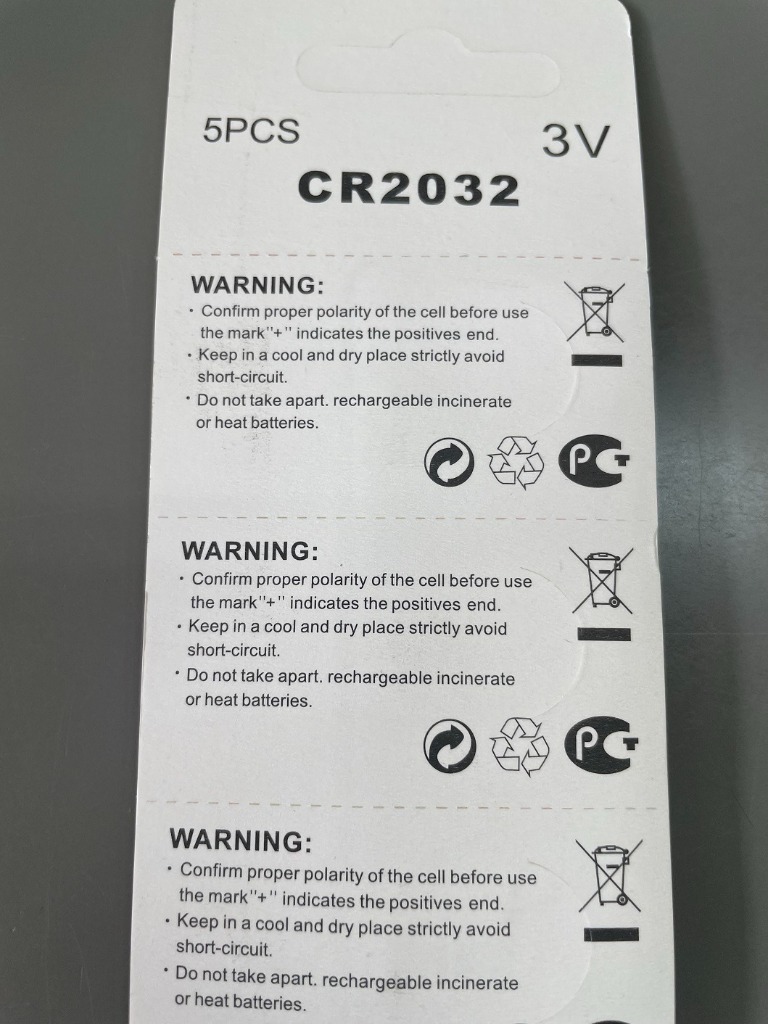 5PCS
3V
CR2032
WARNING:
· Confirm proper polarity of the cell before use
the mark"+" indicates the positives end.
· Keep in a cool and dry place strictly avoid
short-circuit.
· Do not take apart. rechargeable incinerate
or heat batteries.
PCT
WARNING:
· Confirm proper polarity of the cell before use
the mark"+" indicates the positives end.
· Keep in a cool and dry place strictly avoid
short-circuit.
· Do not take apart. rechargeable incinerate
or heat batteries.
PCT
WARNING:
· Confirm proper polarity of the cell before use
the mark"+" indicates the positives end.
· Keep in a cool and dry place strictly avoid
short-circuit.
· Do not take apart. rechargeable incinerate
or heat batteries.